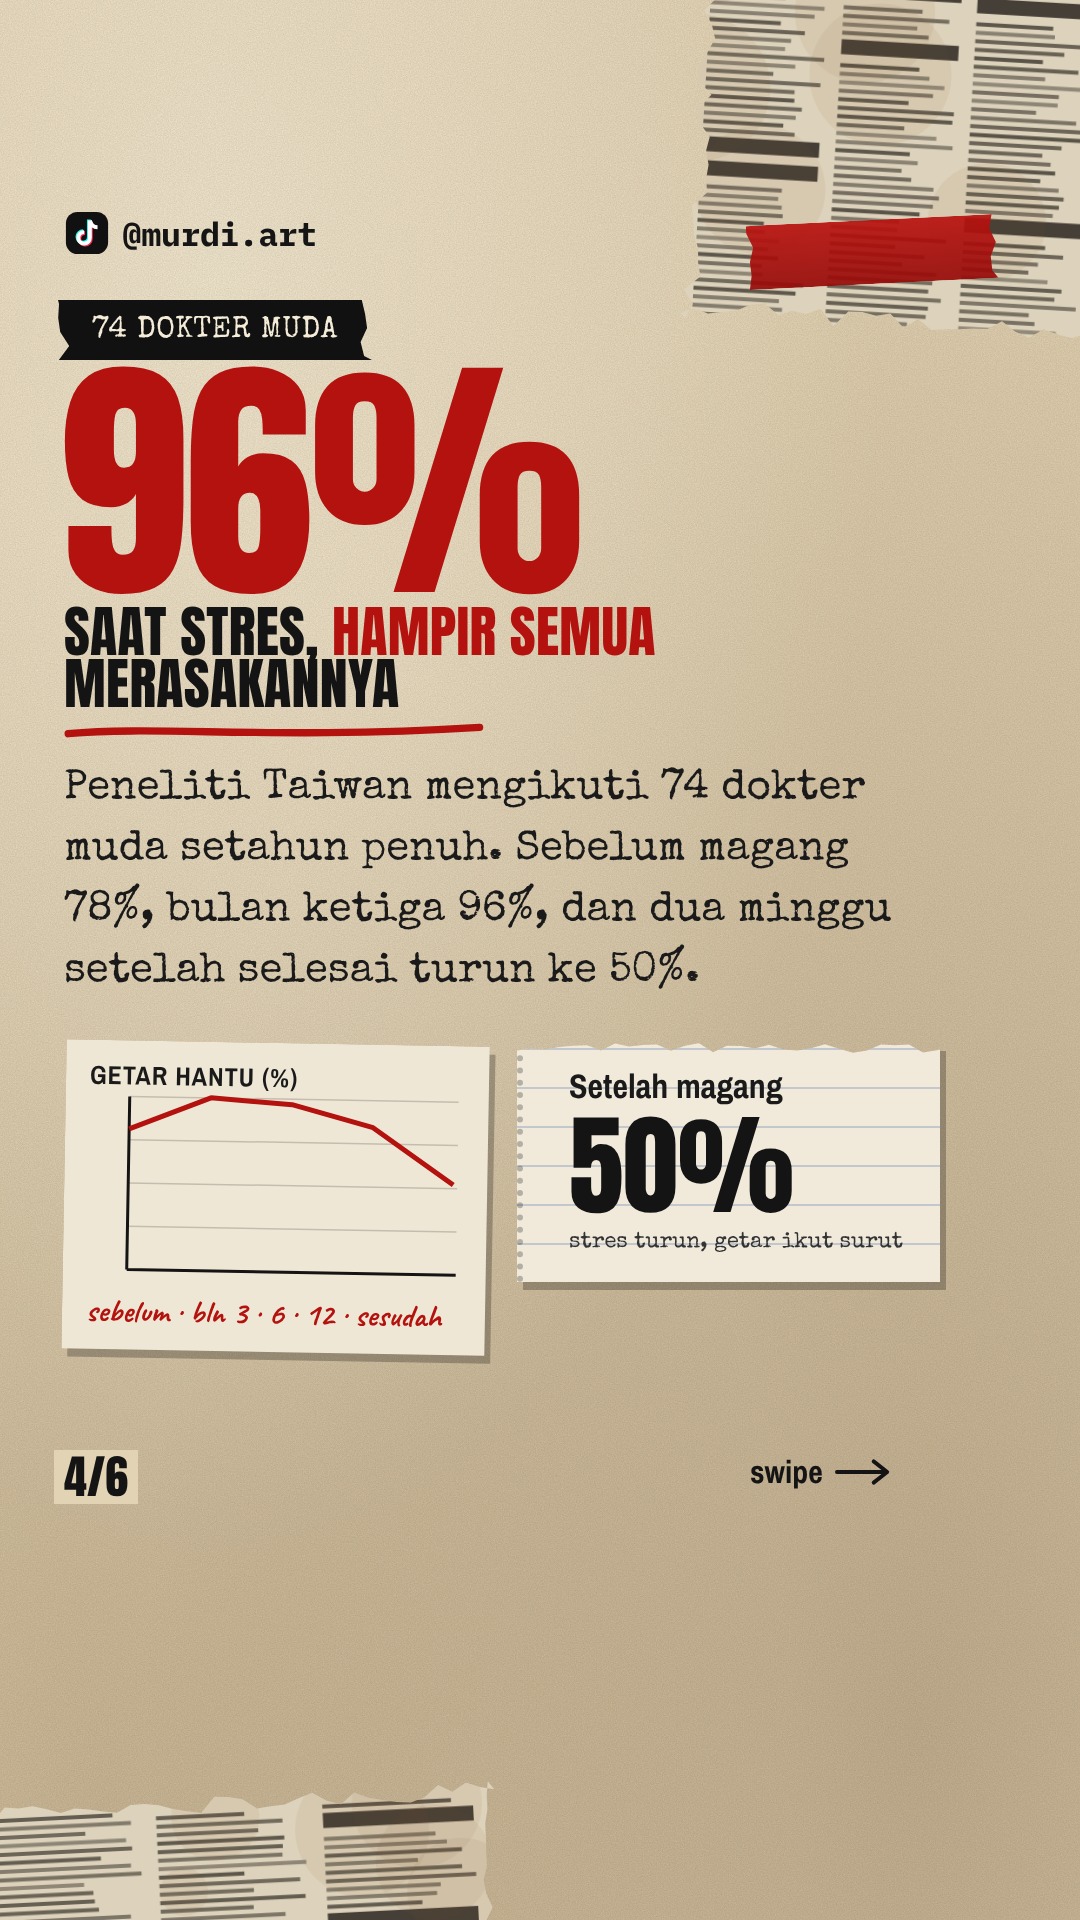 @murdi.art
74 DOKTER MUDA
96%
SAAT STRES, HAMPIR SEMUA
MERASAKANNYA
Peneliti Taiwan mengikuti 74 dokter
muda setahun penuh. Sebelum magang
78%, bulan ketiga 96%, dan dua minggu
setelah selesai turun ke 50%.
GETAR HANTU (%)
sebelum · bln 3 · 6 · 12 · sesudah
Setelah magang
50%
stres turun, getar ikut surut
4/6
swipe →